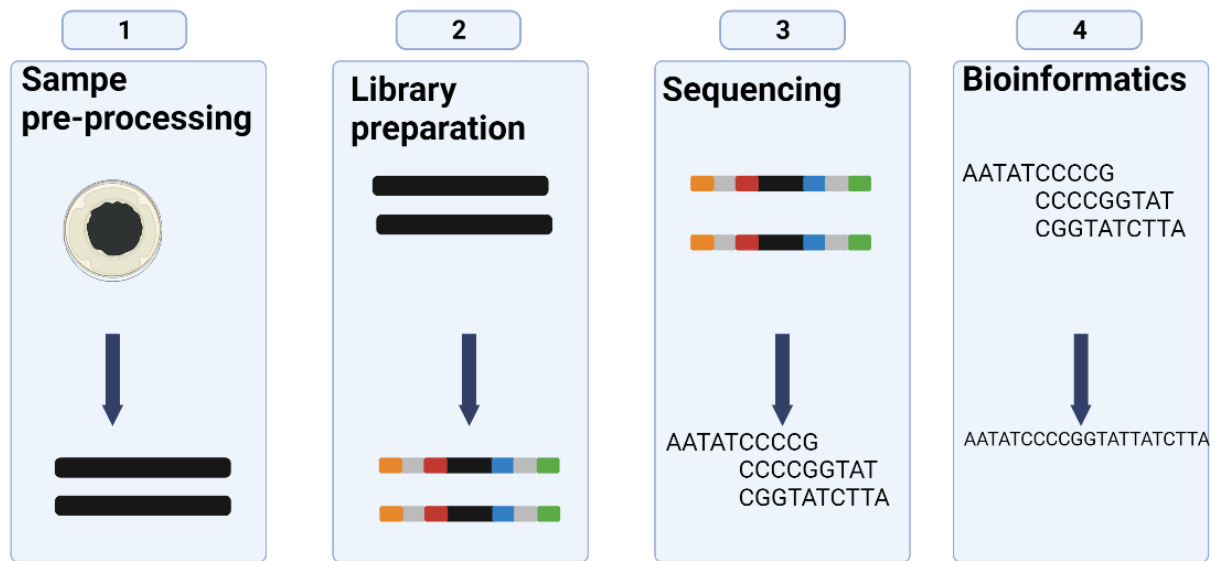 1
Sampe
pre-processing
2
Library
preparation
3
Sequencing
AATATCCCCG
CCCCGGTAT
CGGTATCTTA
4
Bioinformatics
AATATCCCCG
CCCCGGTAT
CGGTATCTTA
AATATCCCCGGTATTATCTTA